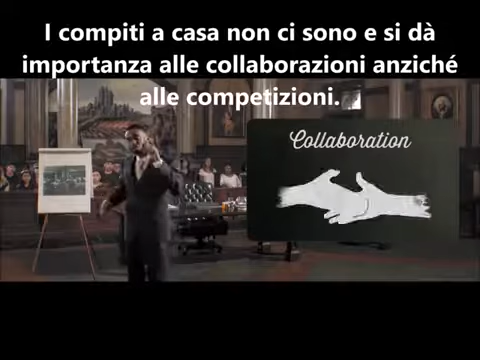 I compiti a casa non ci sono e si dà
importanza alle collaborazioni anziché
alle competizioni.
Collaboration